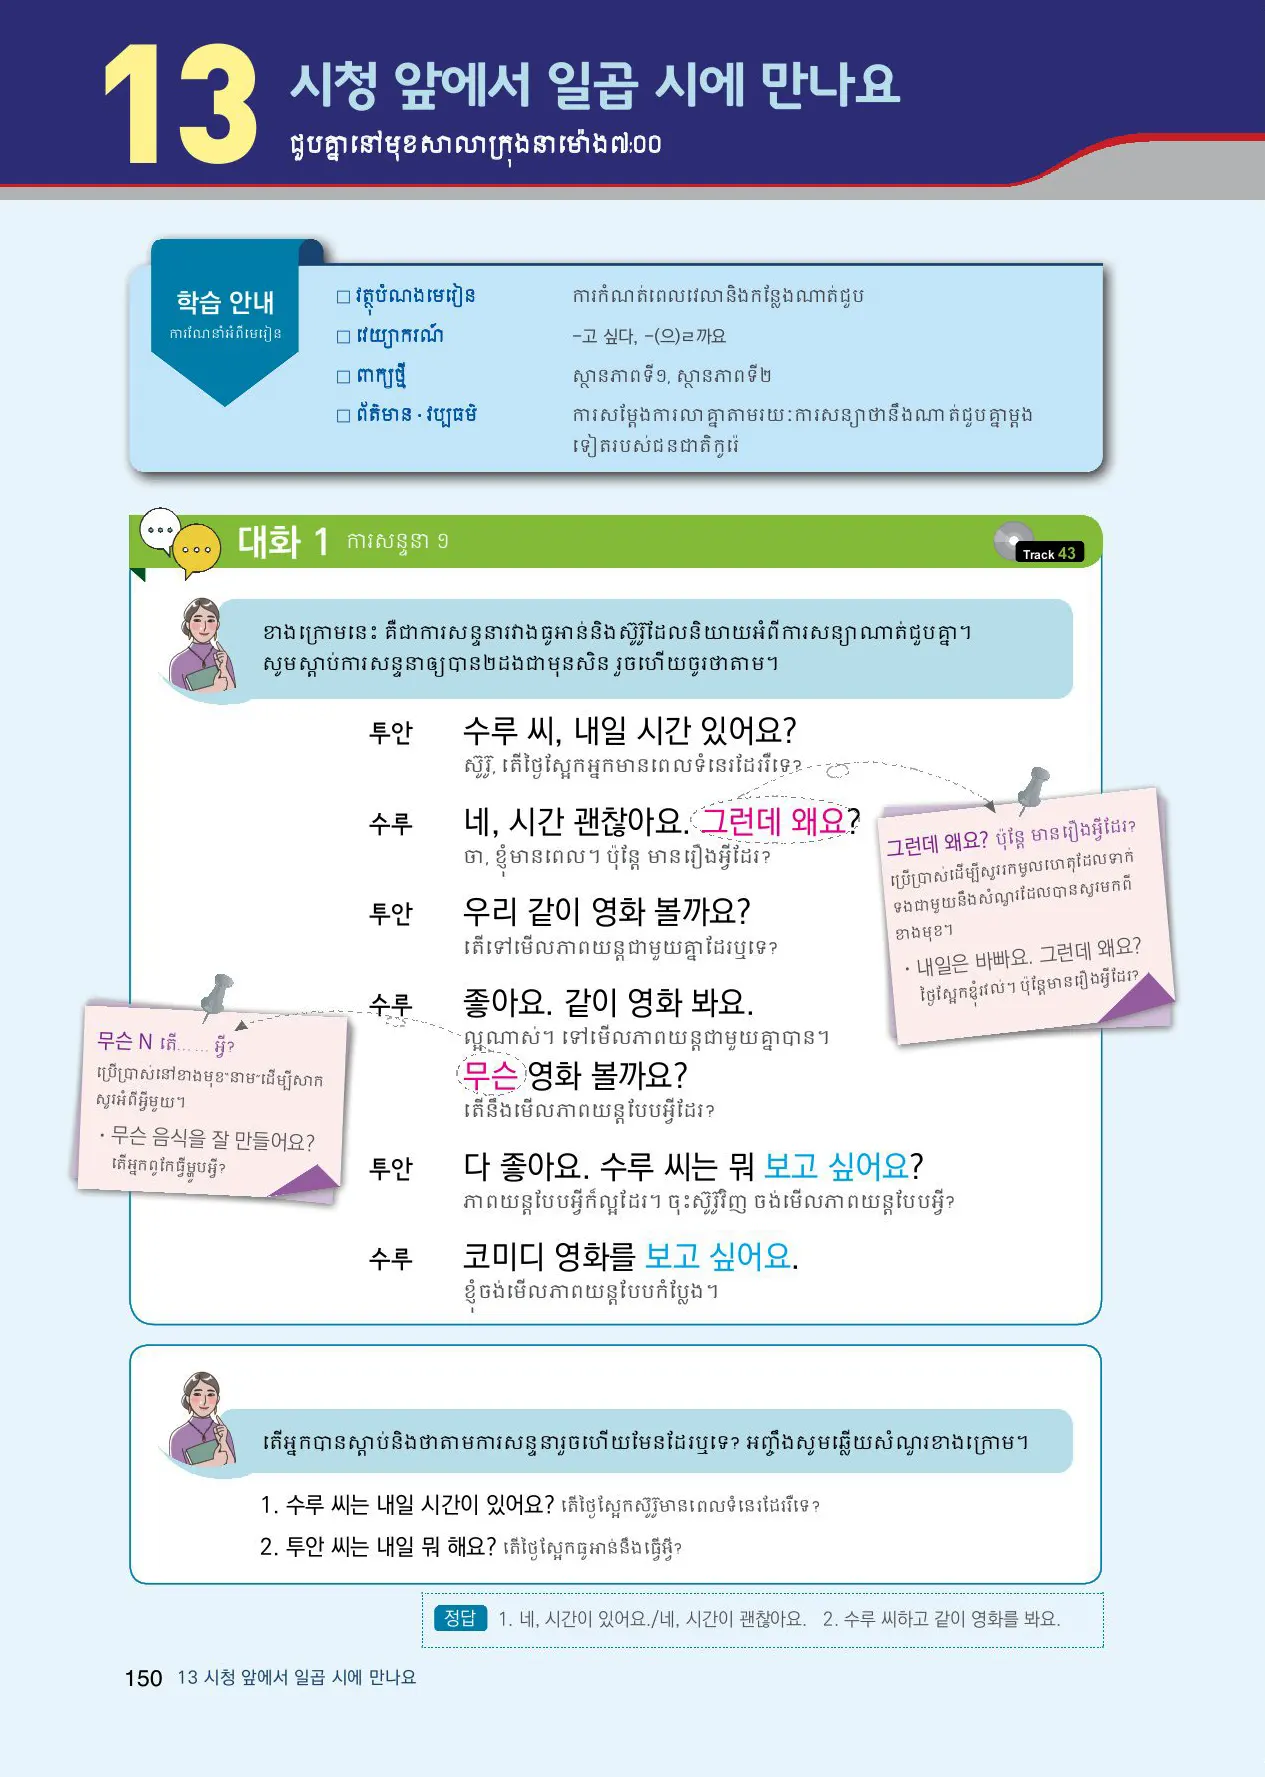 13
시청 앞에서 일곱 시에 만나요
ជួបគ្នានៅមុខសាលាក្រុងនាម៉ោង៧:០០
학습 안내
ការណែនាំអំពីមេរៀន
□ វត្ថុបំណងមេរៀន ការកំណត់ពេលវេលានិងកន្លែងណាត់ជួប
□ វេយ្យាករណ៍ -고 싶다, -(으)ㄹ까요
□ ពាក្យថ្មី ស្ថានភាពទី១, ស្ថានភាពទី២
□ ព័ត៌មាន · វប្បធម៌ ការសម្តែងការលាគ្នាតាមរយៈការសន្យាថានឹងណាត់ជួបគ្នាម្តង
ទៀតរបស់ជនជាតិកូរ៉េ
대화 1 ការសន្ទនា ១
Track 43
ខាងក្រោមនេះ គឺជាការសន្ទនារវាងធូអាន់និងស៊ូរ៊ូដែលនិយាយអំពីការសន្យាណាត់ជួបគ្នា។
សូមស្តាប់ការសន្ទនាឲ្យបាន២ដងជាមុនសិន រួចហើយចូរថាតាម។
투안 수루 씨, 내일 시간 있어요?
ស៊ូរ៊ូ, តើថ្ងៃស្អែកអ្នកមានពេលទំនេរដែររឺទេ?
수루 네, 시간 괜찮아요. 그런데 왜요?
ចា, ខ្ញុំមានពេល។ ប៉ុន្តែ មានរឿងអ្វីដែរ?
투안 우리 같이 영화 볼까요?
តើទៅមើលភាពយន្តជាមួយគ្នាដែរឬទេ?
수루 좋아요. 같이 영화 봐요.
ល្អណាស់។ ទៅមើលភាពយន្តជាមួយគ្នាបាន។
무슨 영화 볼까요?
តើនឹងមើលភាពយន្តបែបអ្វីដែរ?
투안 다 좋아요. 수루 씨는 뭐 보고 싶어요?
ភាពយន្តបែបអ្វីក៏ល្អដែរ។ ចុះស៊ូរ៊ូវិញ ចង់មើលភាពយន្តបែបអ្វី?
수루 코미디 영화를 보고 싶어요.
ខ្ញុំចង់មើលភាពយន្តបែបកំប្លែង។
그런데 왜요? ប៉ុន្តែ មានរឿងអ្វីដែរ?
ប្រើប្រាស់ដើម្បីសួររកមូលហេតុដែលទាក់
ទងជាមួយនឹងសំណួរដែលបានសួរមកពី
ខាងមុខ។
· 내일은 바빠요. 그런데 왜요?
ថ្ងៃស្អែកខ្ញុំរវល់។ ប៉ុន្តែមានរឿងអ្វីដែរ?
무슨 N តើ... ... អ្វី?
ប្រើប្រាស់នៅខាងមុខ"នាម"ដើម្បីសាក
សួរអំពីអ្វីមួយ។
· 무슨 음식을 잘 만들어요?
តើអ្នកពូកែធ្វើម្ហូបអ្វី?
តើអ្នកបានស្តាប់និងថាតាមការសន្ទនារួចហើយមែនដែរឬទេ? អញ្ចឹងសូមឆ្លើយសំណួរខាងក្រោម។
1. 수루 씨는 내일 시간이 있어요? តើថ្ងៃស្អែកស៊ូរ៊ូមានពេលទំនេរដែររឺទេ?
2. 투안 씨는 내일 뭐 해요? តើថ្ងៃស្អែកធូអាន់នឹងធ្វើអ្វី?
정답 1. 네, 시간이 있어요./네, 시간이 괜찮아요. 2. 수루 씨하고 같이 영화를 봐요.
150 13 시청 앞에서 일곱 시에 만나요